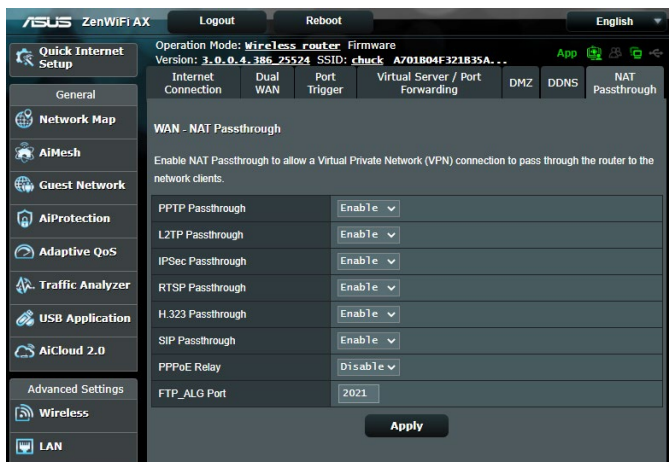 ASUS ZenWiFi AX Logout Reboot English
Quick Internet Setup
Operation Mode: Wireless router Firmware
Version: 3.0.0.4.386_25524 SSID: chuck A701B04F321B35A... App
Internet Connection Dual WAN Port Trigger Virtual Server / Port Forwarding DMZ DDNS NAT Passthrough
General
Network Map
AiMesh
Guest Network
AiProtection
Adaptive QoS
Traffic Analyzer
USB Application
AiCloud 2.0
Advanced Settings
Wireless
LAN
WAN - NAT Passthrough
Enable NAT Passthrough to allow a Virtual Private Network (VPN) connection to pass through the router to the
network clients.
PPTP Passthrough Enable
L2TP Passthrough Enable
IPSec Passthrough Enable
RTSP Passthrough Enable
H.323 Passthrough Enable
SIP Passthrough Enable
PPPoE Relay Disable
FTP_ALG Port 2021
Apply